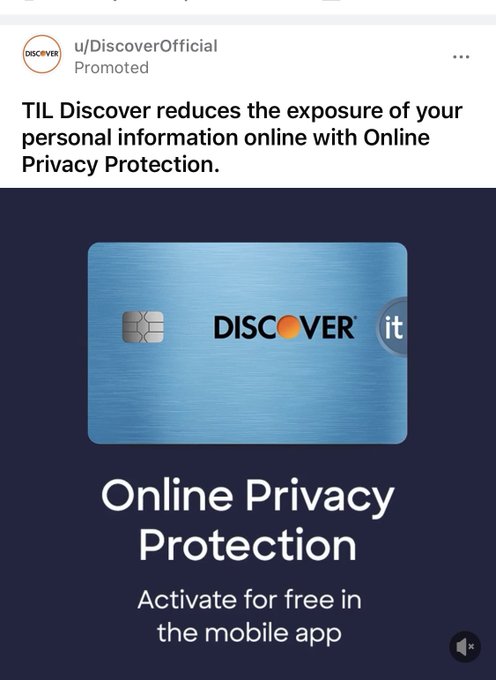 DISCOVER
u/DiscoverOfficial
Promoted
TIL Discover reduces the exposure of your
personal information online with Online
Privacy Protection.
DISCOVER it
Online Privacy
Protection
Activate for free in
the mobile app